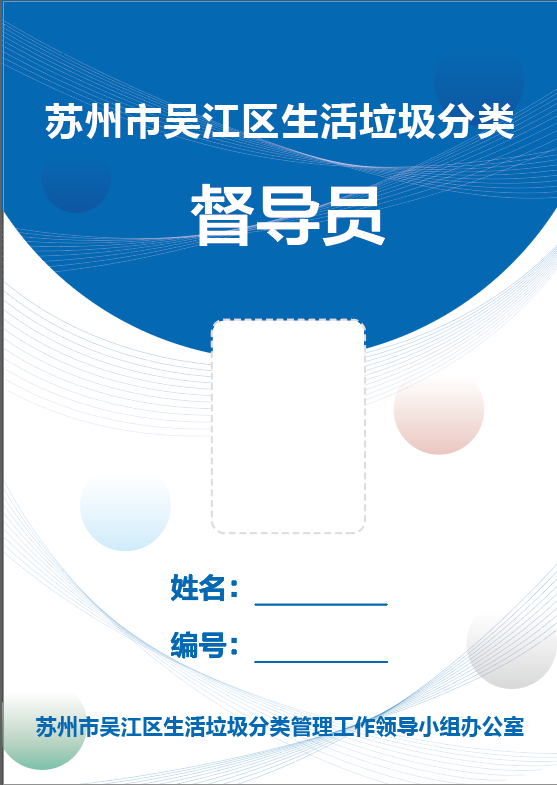 苏州市吴江区生活垃圾分类
督导员
姓名：
编号：
苏州市吴江区生活垃圾分类管理工作领导小组办公室